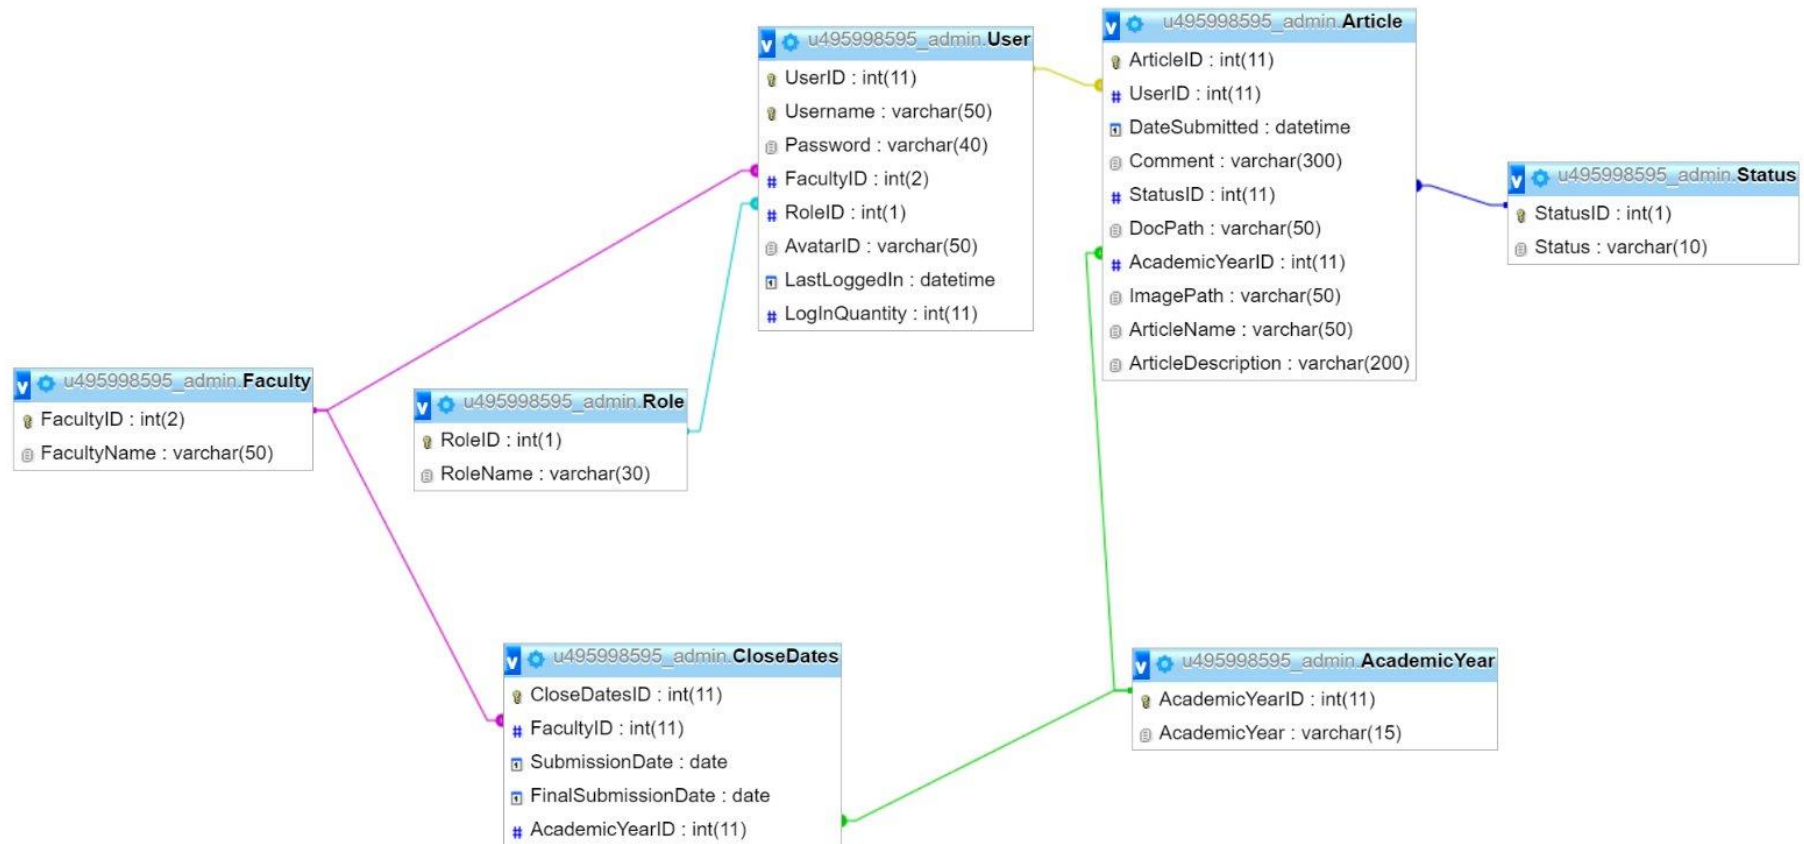 u495998595_admin.User
UserID : int(11)
Username : varchar(50)
Password : varchar(40)
FacultyID : int(2)
RoleID : int(1)
AvatarID : varchar(50)
LastLoggedIn : datetime
LogInQuantity : int(11)
u495998595_admin.Article
ArticleID : int(11)
UserID : int(11)
DateSubmitted : datetime
Comment : varchar(300)
StatusID : int(11)
DocPath : varchar(50)
AcademicYearID : int(11)
ImagePath : varchar(50)
ArticleName : varchar(50)
ArticleDescription : varchar(200)
u495998595_admin.Status
StatusID : int(1)
Status : varchar(10)
u495998595_admin.Faculty
FacultyID : int(2)
FacultyName : varchar(50)
u495998595_admin.Role
RoleID : int(1)
RoleName : varchar(30)
u495998595_admin.CloseDates
CloseDatesID : int(11)
FacultyID : int(11)
SubmissionDate : date
FinalSubmissionDate : date
AcademicYearID : int(11)
u495998595_admin.AcademicYear
AcademicYearID : int(11)
AcademicYear : varchar(15)